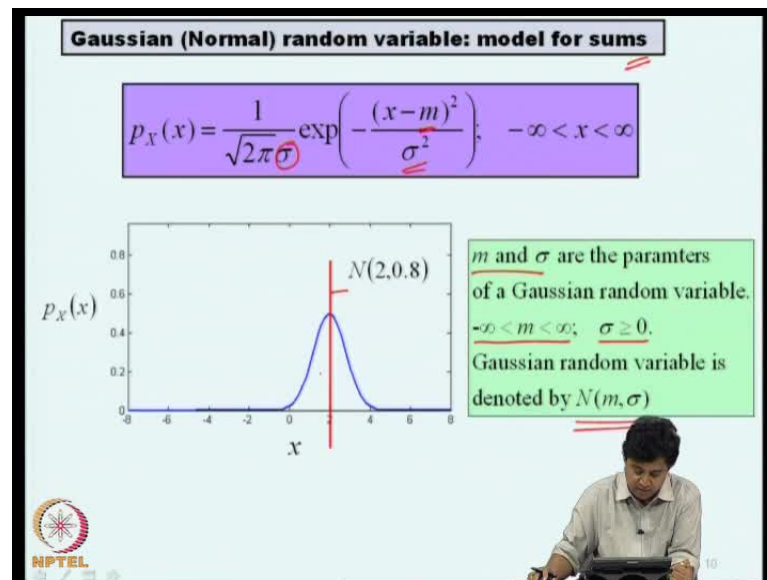 Gaussian (Normal) random variable: model for sums
p_X(x) = 1/(√(2π)σ) exp(−(x−m)²/σ²); −∞ < x < ∞
0.8
0.6
0.4
0.2
0
p_X(x)
N(2,0.8)
-8 -6 -4 -2 0 2 4 6 8
x
m and σ are the paramters
of a Gaussian random variable.
-∞ < m < ∞; σ ≥ 0.
Gaussian random variable is
denoted by N(m, σ)
NPTEL
10